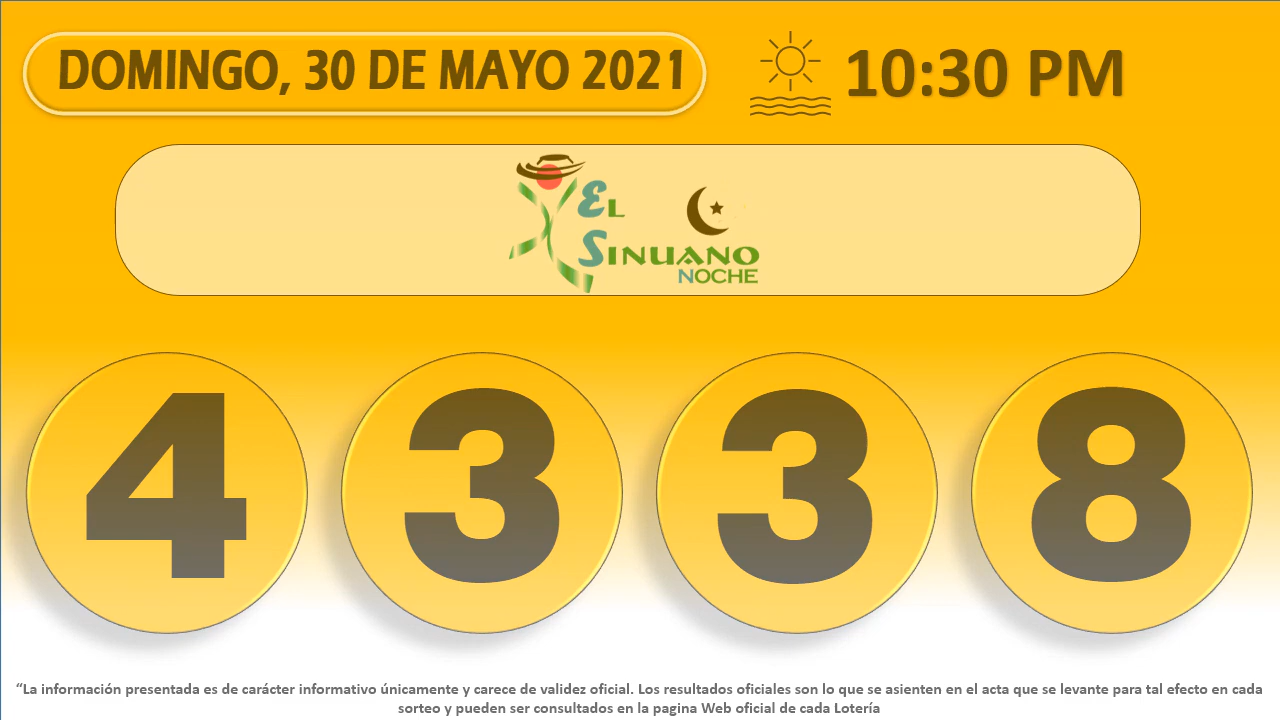 DOMINGO, 30 DE MAYO 2021
10:30 PM
EL
SINUANO
NOCHE
4 3 3 8
“La información presentada es de carácter informativo únicamente y carece de validez oficial. Los resultados oficiales son lo que se asienten en el acta que se levante para tal efecto en cada
sorteo y pueden ser consultados en la pagina Web oficial de cada Lotería